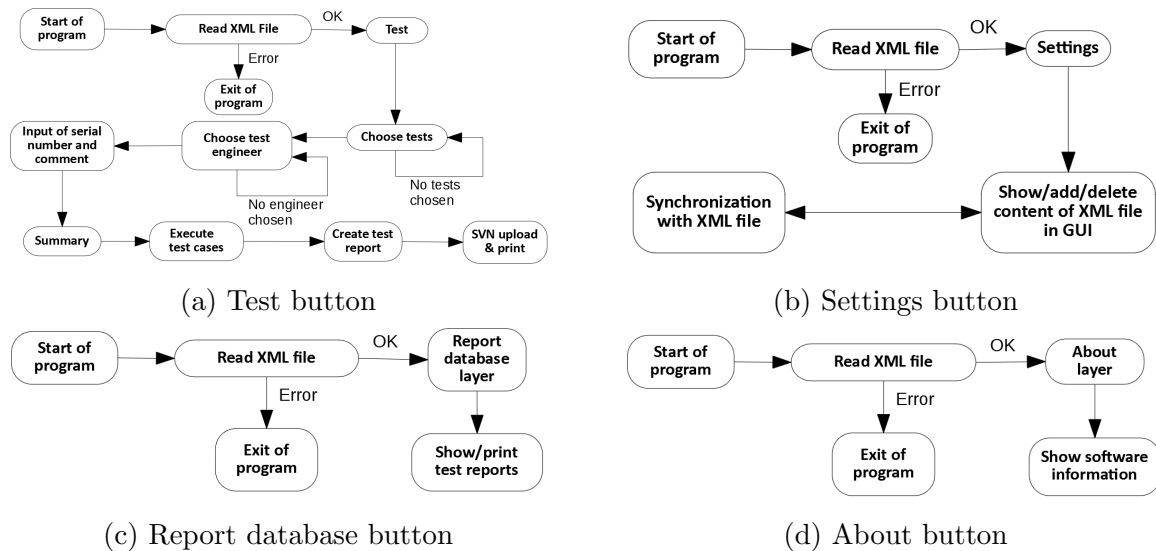 Start of
program
Read XML File
OK
Test
Error
Exit of
program
Input of serial
number and
comment
Choose test
engineer
Choose tests
No tests
chosen
No engineer
chosen
Summary
Execute
test cases
Create test
report
SVN upload
& print
(a) Test button
Start of
program
Read XML file
OK
Settings
Error
Exit of
program
Synchronization
with XML file
Show/add/delete
content of XML file
in GUI
(b) Settings button
Start of
program
Read XML file
OK
Report
database
layer
Error
Exit of
program
Show/print
test reports
(c) Report database button
Start of
program
Read XML file
OK
About
layer
Error
Exit of
program
Show software
information
(d) About button